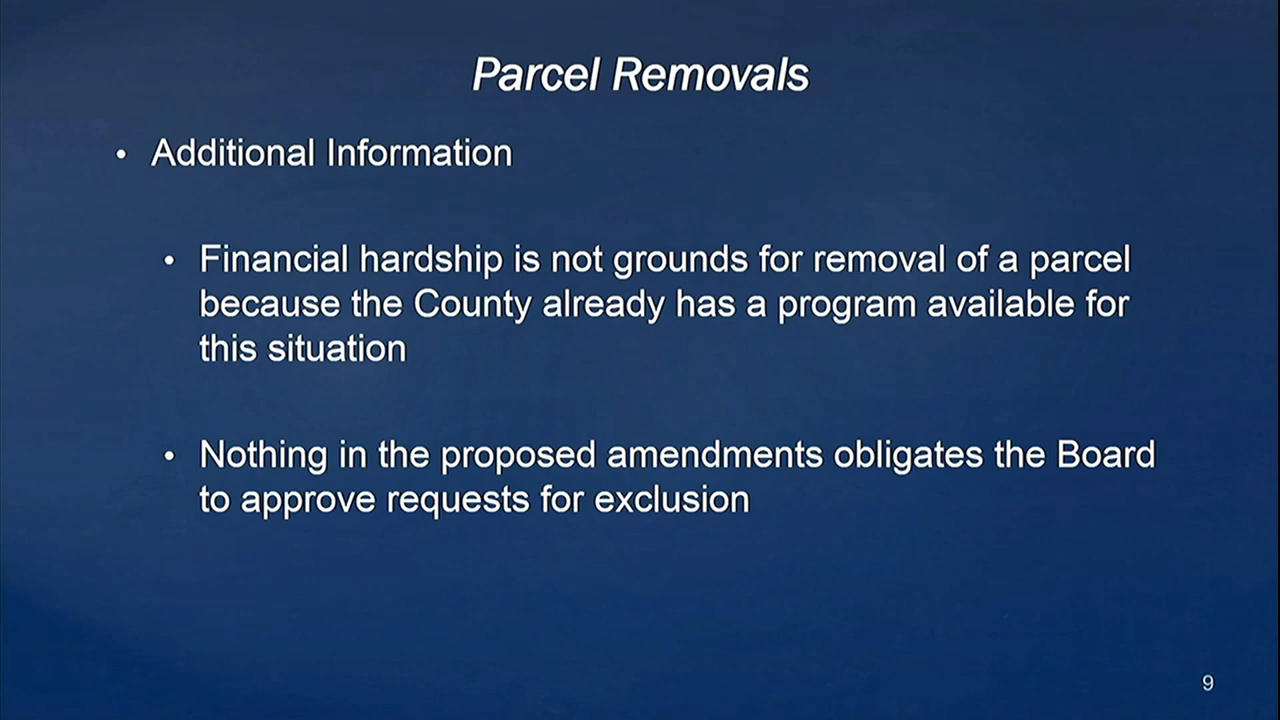 Parcel Removals
• Additional Information
• Financial hardship is not grounds for removal of a parcel
because the County already has a program available for
this situation
• Nothing in the proposed amendments obligates the Board
to approve requests for exclusion
9